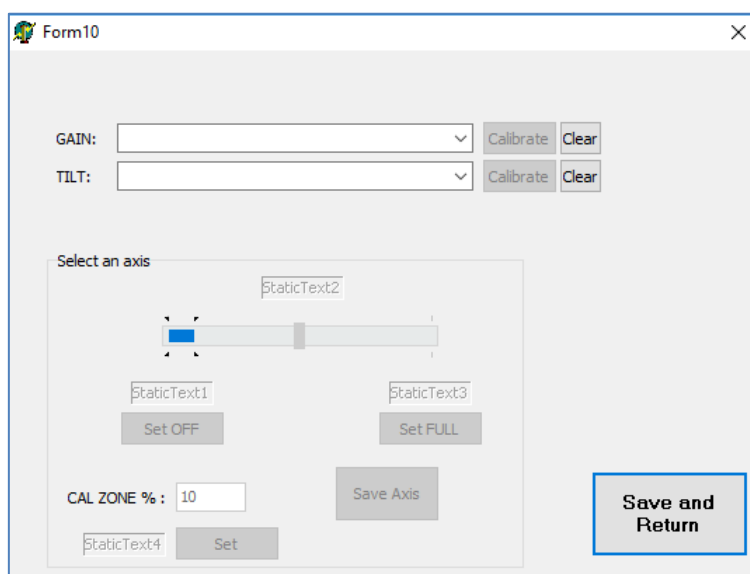 Form10
GAIN: Calibrate Clear
TILT: Calibrate Clear
Select an axis
StaticText2
StaticText1 StaticText3
Set OFF Set FULL
CAL ZONE % : 10 Save Axis
StaticText4 Set
Save and
Return